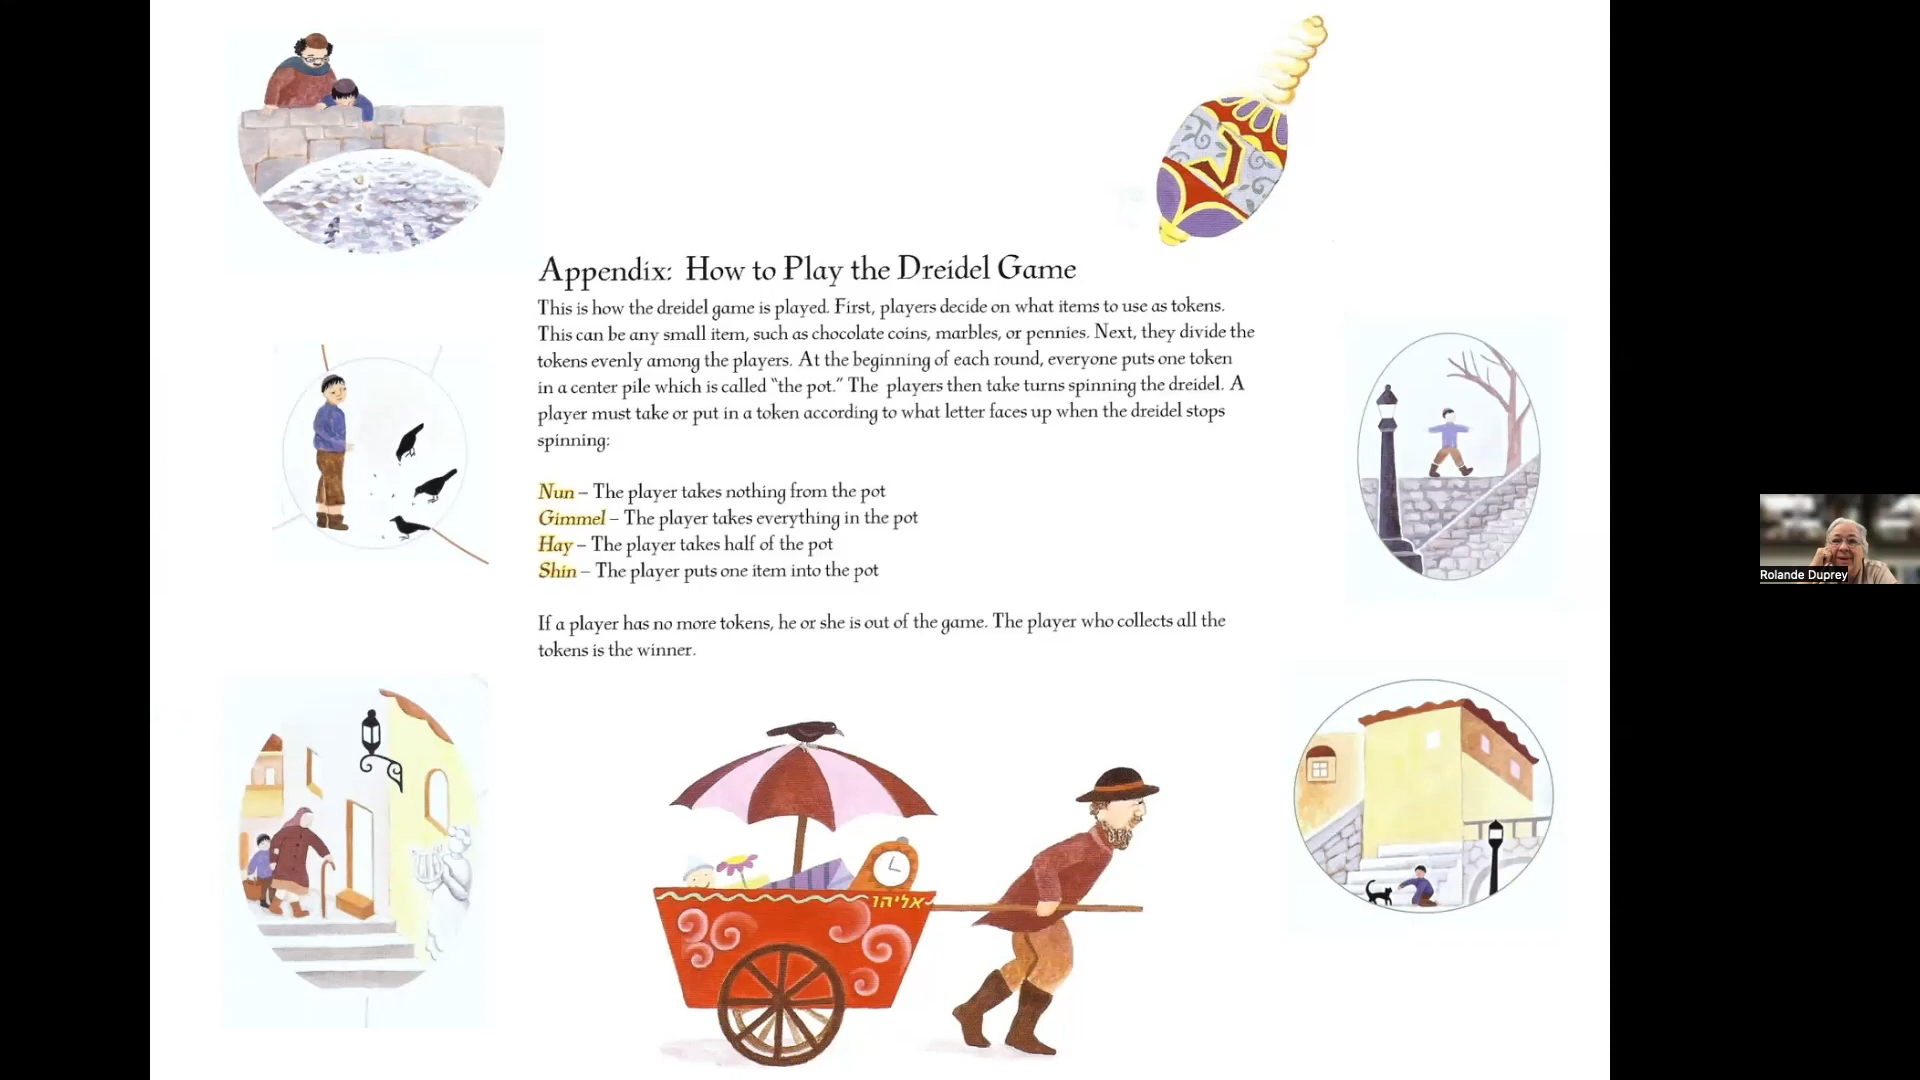 Appendix: How to Play the Dreidel Game
This is how the dreidel game is played. First, players decide on what items to use as tokens.
This can be any small item, such as chocolate coins, marbles, or pennies. Next, they divide the
tokens evenly among the players. At the beginning of each round, everyone puts one token
in a center pile which is called “the pot.” The players then take turns spinning the dreidel. A
player must take or put in a token according to what letter faces up when the dreidel stops
spinning:
Nun – The player takes nothing from the pot
Gimmel – The player takes everything in the pot
Hay – The player takes half of the pot
Shin – The player puts one item into the pot
If a player has no more tokens, he or she is out of the game. The player who collects all the
tokens is the winner.
אליהו
נ
Rolande Duprey